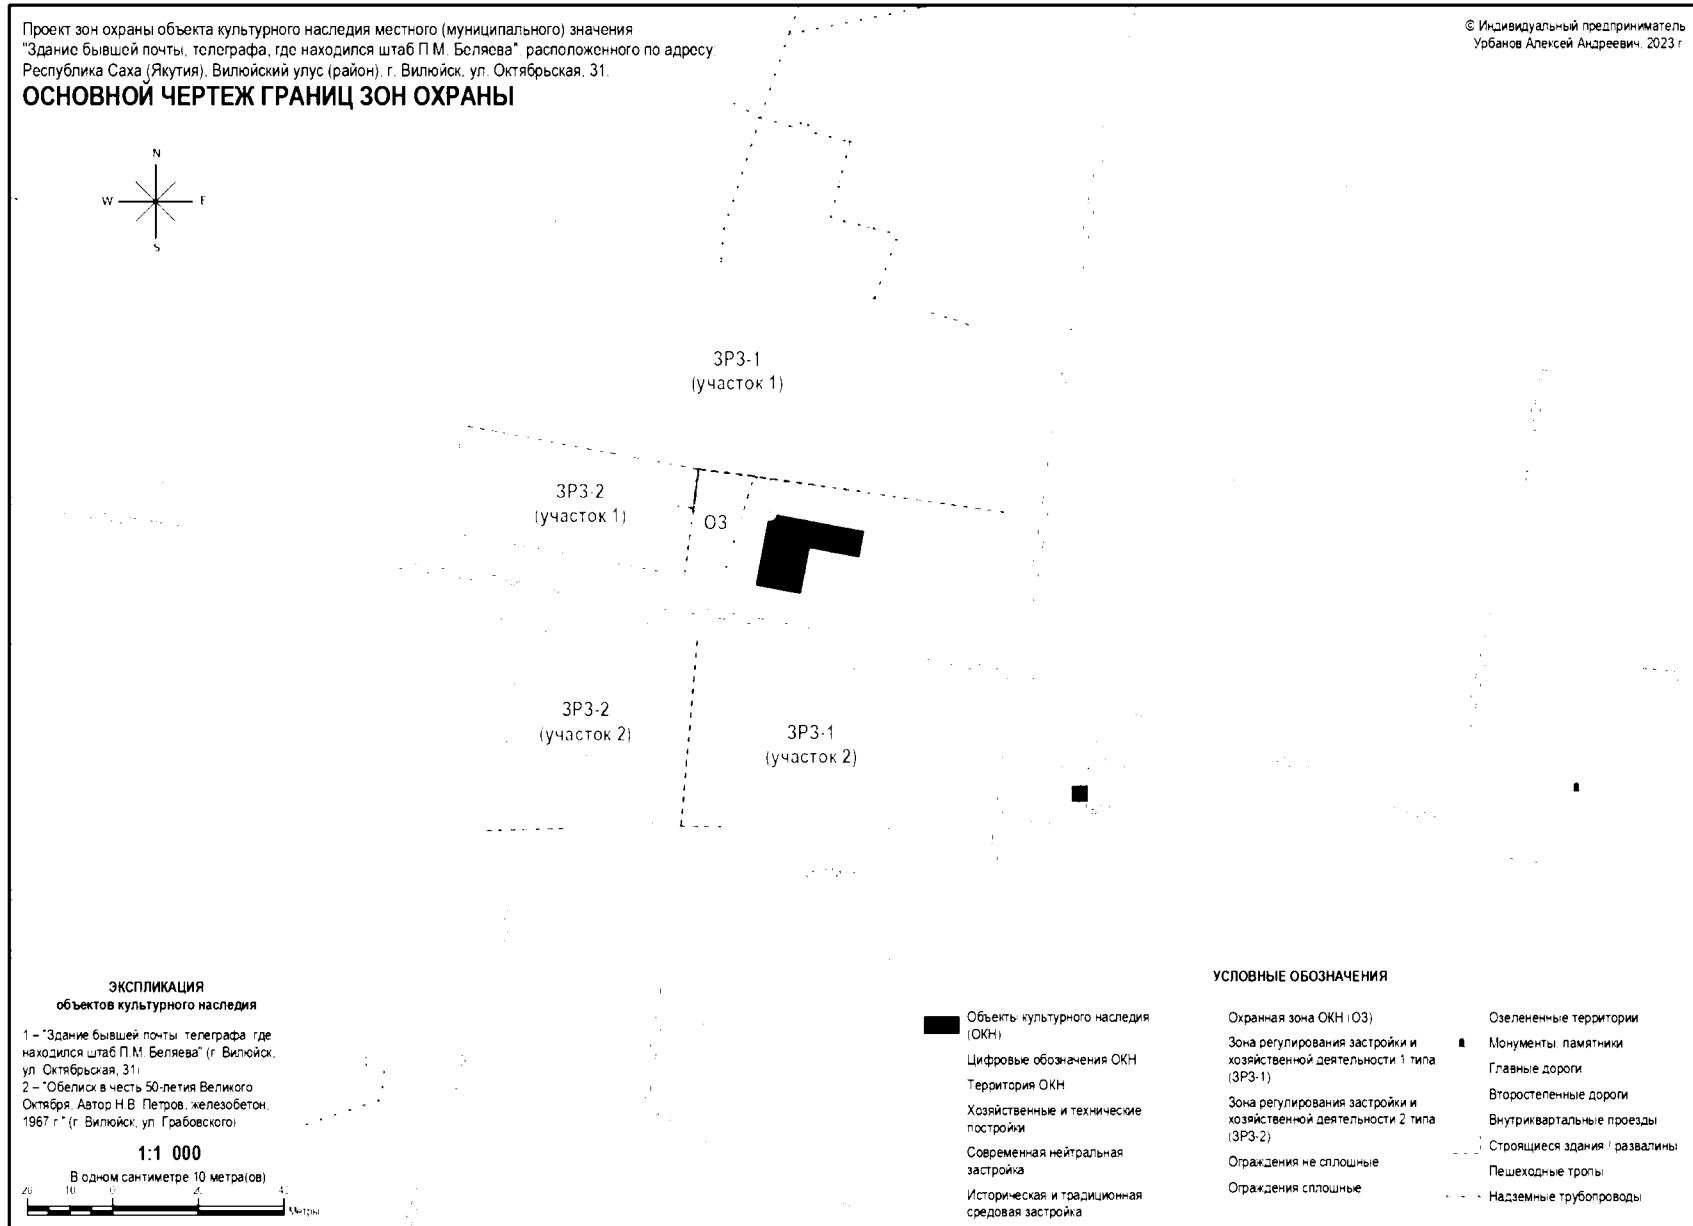 Проект зон охраны объекта культурного наследия местного (муниципального) значения
"Здание бывшей почты, телеграфа, где находился штаб П.М. Беляева", расположенного по адресу:
Республика Саха (Якутия), Вилюйский улус (район), г. Вилюйск, ул. Октябрьская, 31.
ОСНОВНОЙ ЧЕРТЕЖ ГРАНИЦ ЗОН ОХРАНЫ
© Индивидуальный предприниматель
Урбанов Алексей Андреевич, 2023 г
N
W E
S
ЗРЗ-1
(участок 1)
ЗРЗ-2
(участок 1)
ОЗ
ЗРЗ-2
(участок 2)
ЗРЗ-1
(участок 2)
ЭКСПЛИКАЦИЯ
объектов культурного наследия
1 – "Здание бывшей почты, телеграфа, где
находился штаб П.М. Беляева" (г. Вилюйск,
ул. Октябрьская, 31)
2 – "Обелиск в честь 50-летия Великого
Октября. Автор Н.В. Петров, железобетон,
1967 г." (г. Вилюйск, ул. Грабовского)
1:1 000
В одном сантиметре 10 метра(ов)
20 10 0 20 40
Метры
УСЛОВНЫЕ ОБОЗНАЧЕНИЯ
Объекты культурного наследия
(ОКН)
Цифровые обозначения ОКН
Территория ОКН
Хозяйственные и технические
постройки
Современная нейтральная
застройка
Историческая и традиционная
средовая застройка
Охранная зона ОКН (ОЗ)
Зона регулирования застройки и
хозяйственной деятельности 1 типа
(ЗРЗ-1)
Зона регулирования застройки и
хозяйственной деятельности 2 типа
(ЗРЗ-2)
Ограждения не сплошные
Ограждения сплошные
Озелененные территории
Монументы, памятники
Главные дороги
Второстепенные дороги
Внутриквартальные проезды
Строящиеся здания / развалины
Пешеходные тропы
Надземные трубопроводы